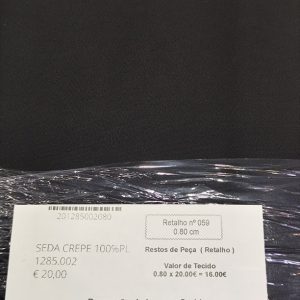 201285002080
Retalho nº 059
0.80 cm
SEDA CREPE 100%PL
1285.002
€ 20,00
Restos de Peça ( Retalho )
Valor de Tecido
0.80 x 20.00€ = 16.00€